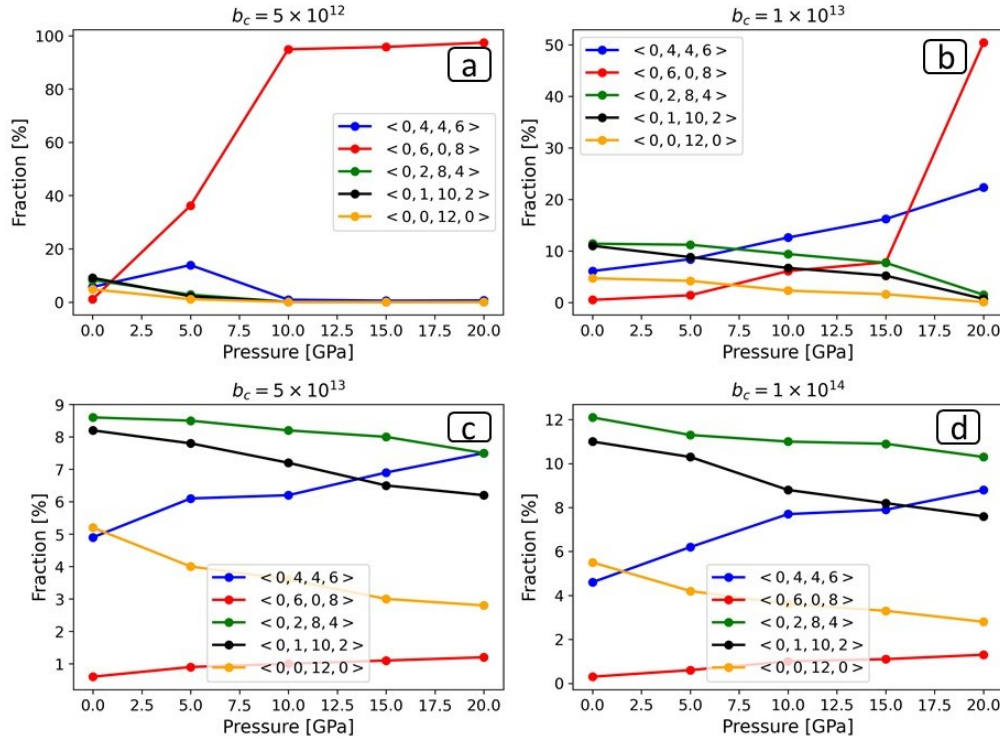 b_c = 5 × 10^12
a
Fraction [%]
100
80
60
40
20
0
< 0, 4, 4, 6 >
< 0, 6, 0, 8 >
< 0, 2, 8, 4 >
< 0, 1, 10, 2 >
< 0, 0, 12, 0 >
0.0 2.5 5.0 7.5 10.0 12.5 15.0 17.5 20.0
Pressure [GPa]
b_c = 1 × 10^13
b
Fraction [%]
50
40
30
20
10
0
< 0, 4, 4, 6 >
< 0, 6, 0, 8 >
< 0, 2, 8, 4 >
< 0, 1, 10, 2 >
< 0, 0, 12, 0 >
0.0 2.5 5.0 7.5 10.0 12.5 15.0 17.5 20.0
Pressure [GPa]
b_c = 5 × 10^13
c
Fraction [%]
9
8
7
6
5
4
3
2
1
< 0, 4, 4, 6 >
< 0, 6, 0, 8 >
< 0, 2, 8, 4 >
< 0, 1, 10, 2 >
< 0, 0, 12, 0 >
0.0 2.5 5.0 7.5 10.0 12.5 15.0 17.5 20.0
Pressure [GPa]
b_c = 1 × 10^14
d
Fraction [%]
12
10
8
6
4
2
0
< 0, 4, 4, 6 >
< 0, 6, 0, 8 >
< 0, 2, 8, 4 >
< 0, 1, 10, 2 >
< 0, 0, 12, 0 >
0.0 2.5 5.0 7.5 10.0 12.5 15.0 17.5 20.0
Pressure [GPa]